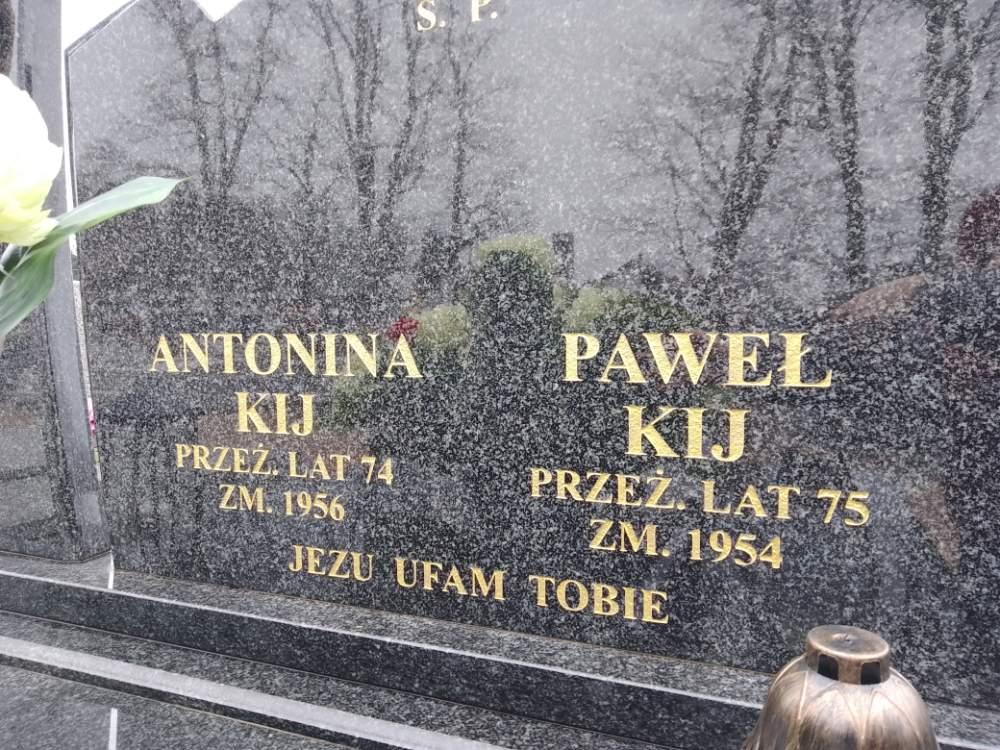 Ś. P.
ANTONINA
KIJ
PRZEŻ. LAT 74
ZM. 1956
PAWEŁ
KIJ
PRZEŻ. LAT 75
ZM. 1954
JEZU UFAM TOBIE